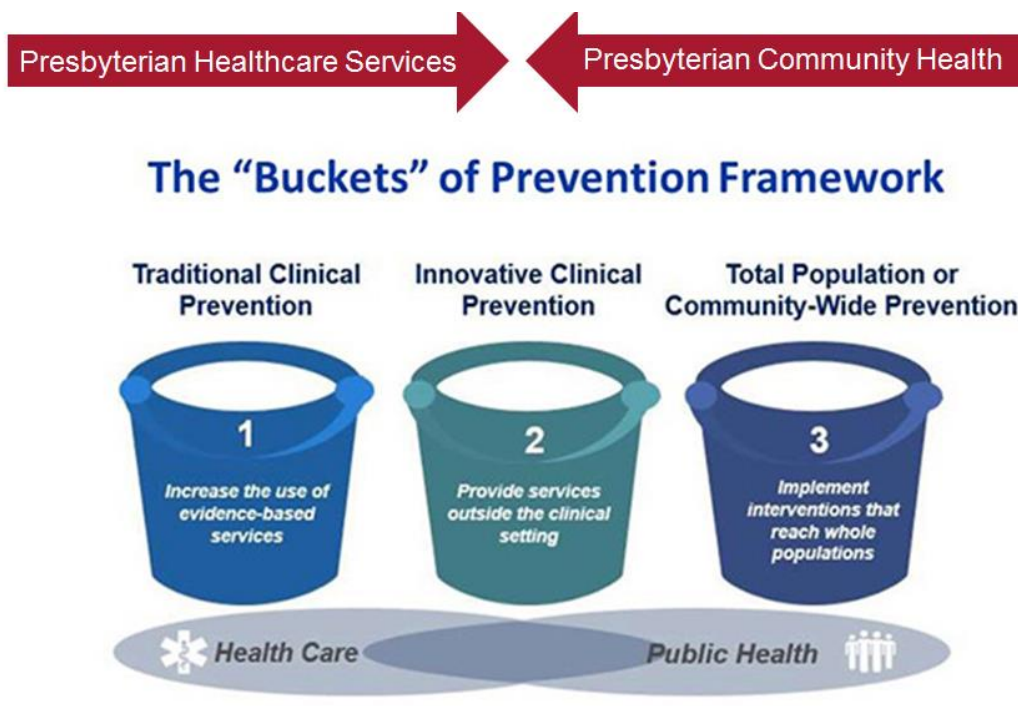 Presbyterian Healthcare Services
Presbyterian Community Health
The “Buckets” of Prevention Framework
Traditional Clinical
Prevention
Innovative Clinical
Prevention
Total Population or
Community-Wide Prevention
1
Increase the use of
evidence-based
services
2
Provide services
outside the clinical
setting
3
Implement
interventions that
reach whole
populations
Health Care
Public Health